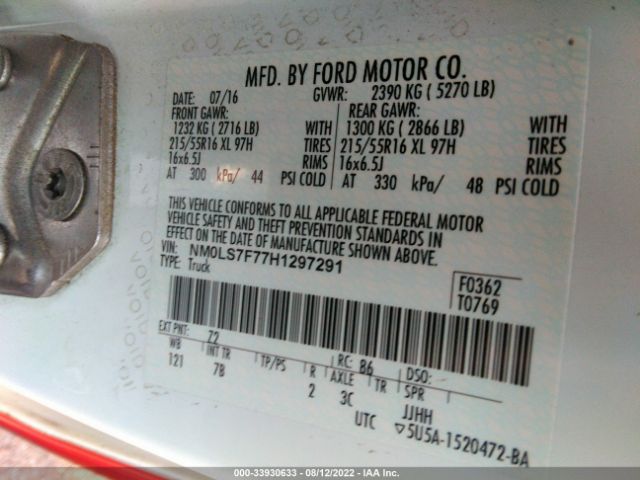 MFD. BY FORD MOTOR CO.
DATE: 07/16 GVWR: 2390 KG ( 5270 LB)
FRONT GAWR: REAR GAWR:
1232 KG ( 2716 LB) WITH 1300 KG ( 2866 LB) WITH
215/55R16 XL 97H TIRES 215/55R16 XL 97H TIRES
16x6.5J RIMS 16x6.5J RIMS
AT 300 kPa/ 44 PSI COLD AT 330 kPa/ 48 PSI COLD
THIS VEHICLE CONFORMS TO ALL APPLICABLE FEDERAL MOTOR
VEHICLE SAFETY AND THEFT PREVENTION STANDARDS IN
EFFECT ON THE DATE OF MANUFACTURE SHOWN ABOVE.
VIN: NM0LS7F77H1297291
TYPE: Truck
F0362
T0769
EXT PNT: Z2 RC: 86 DSO:
WB INT TR TP/PS R AXLE TR SPR
121 7B 2 3C JJHH
UTC ▽5U5A-1520472-BA
COPART: 33930633 - 08/12/2022 - IAA Inc.